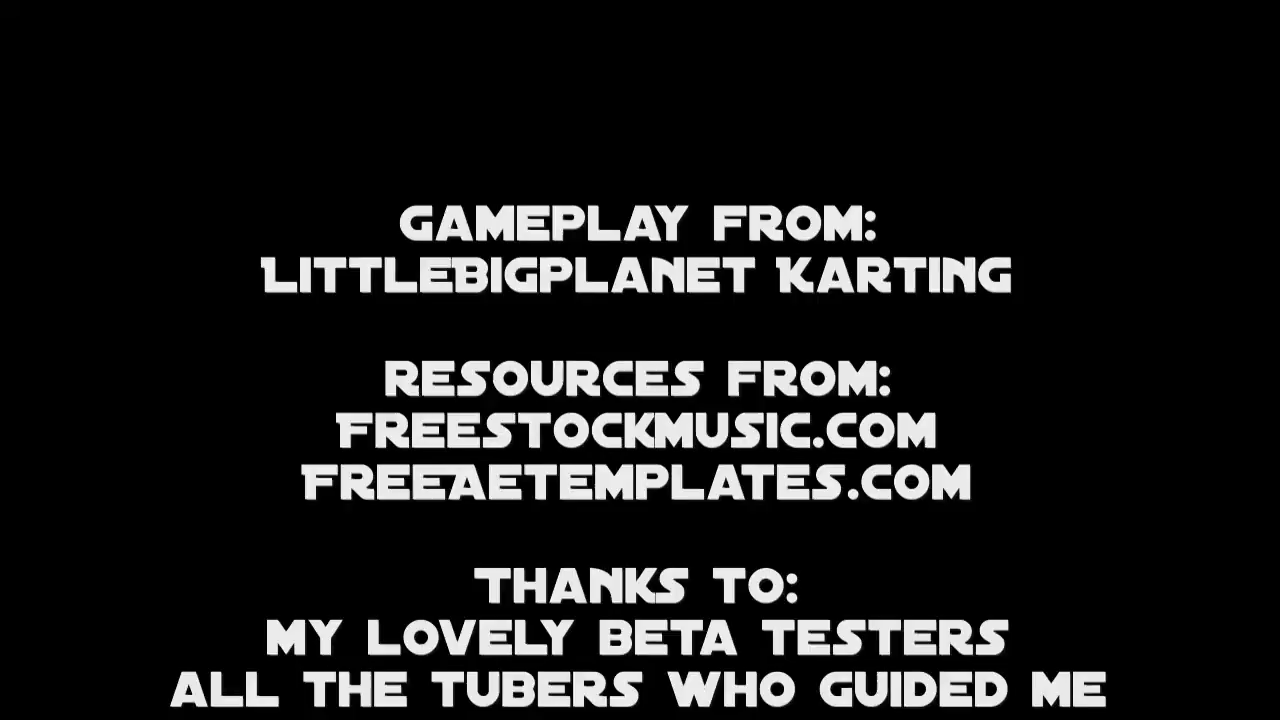 GAMEPLAY FROM:
LITTLEBIGPLANET KARTING
RESOURCES FROM:
FREESTOCKMUSIC.COM
FREEAETEMPLATES.COM
THANKS TO:
MY LOVELY BETA TESTERS
ALL THE TUBERS WHO GUIDED ME